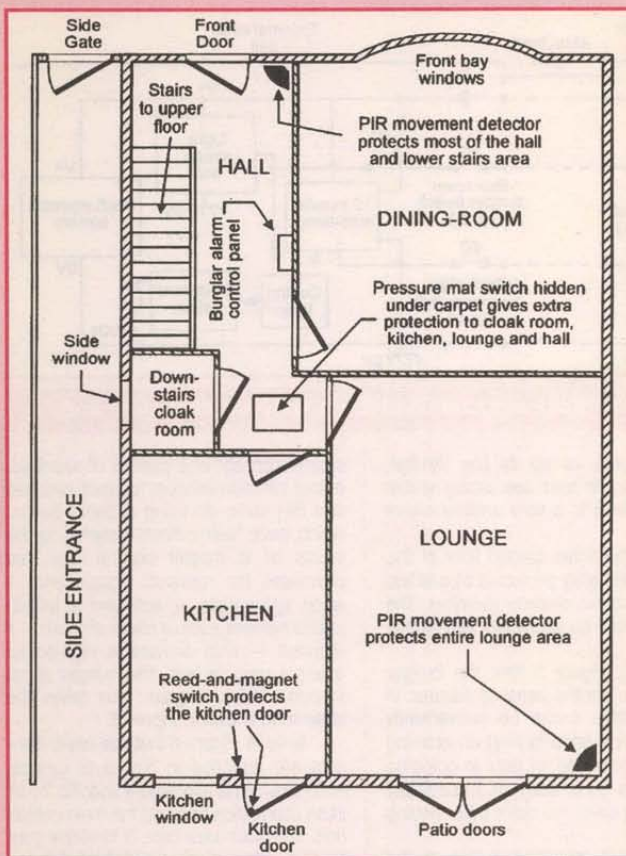 Side
Gate
Front
Door
Stairs
to upper
floor
Front bay
windows
PIR movement detector
protects most of the hall
and lower stairs area
HALL
DINING-ROOM
Burglar alarm
control panel
Pressure mat switch hidden
under carpet gives extra
protection to cloak room,
kitchen, lounge and hall
Side
window
Down-
stairs
cloak
room
SIDE ENTRANCE
LOUNGE
KITCHEN
PIR movement detector
protects entire lounge area
Reed-and-magnet
switch protects
the kitchen door
Kitchen
window
Kitchen
door
Patio doors